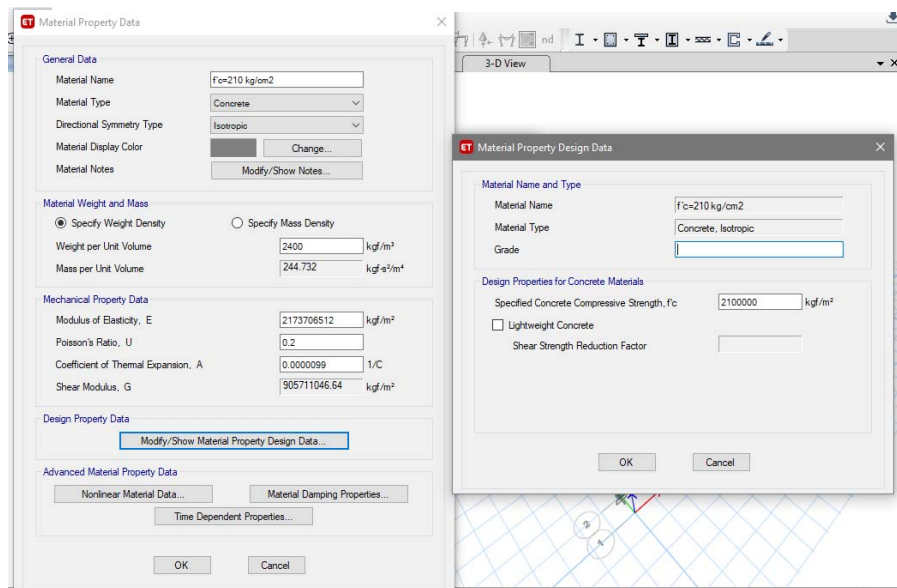 ET Material Property Data
General Data
Material Name f'c=210 kg/cm2
Material Type Concrete
Directional Symmetry Type Isotropic
Material Display Color Change...
Material Notes Modify/Show Notes...
Material Weight and Mass
Specify Weight Density Specify Mass Density
Weight per Unit Volume 2400 kgf/m³
Mass per Unit Volume 244.732 kgf-s²/m⁴
Mechanical Property Data
Modulus of Elasticity, E 2173706512 kgf/m²
Poisson's Ratio, U 0.2
Coefficient of Thermal Expansion, A 0.0000099 1/C
Shear Modulus, G 905711046.64 kgf/m²
Design Property Data
Modify/Show Material Property Design Data...
Advanced Material Property Data
Nonlinear Material Data... Material Damping Properties...
Time Dependent Properties...
OK Cancel
nd
3-D View
ET Material Property Design Data
Material Name and Type
Material Name f'c=210 kg/cm2
Material Type Concrete, Isotropic
Grade
Design Properties for Concrete Materials
Specified Concrete Compressive Strength, f'c 2100000 kgf/m²
Lightweight Concrete
Shear Strength Reduction Factor
OK Cancel